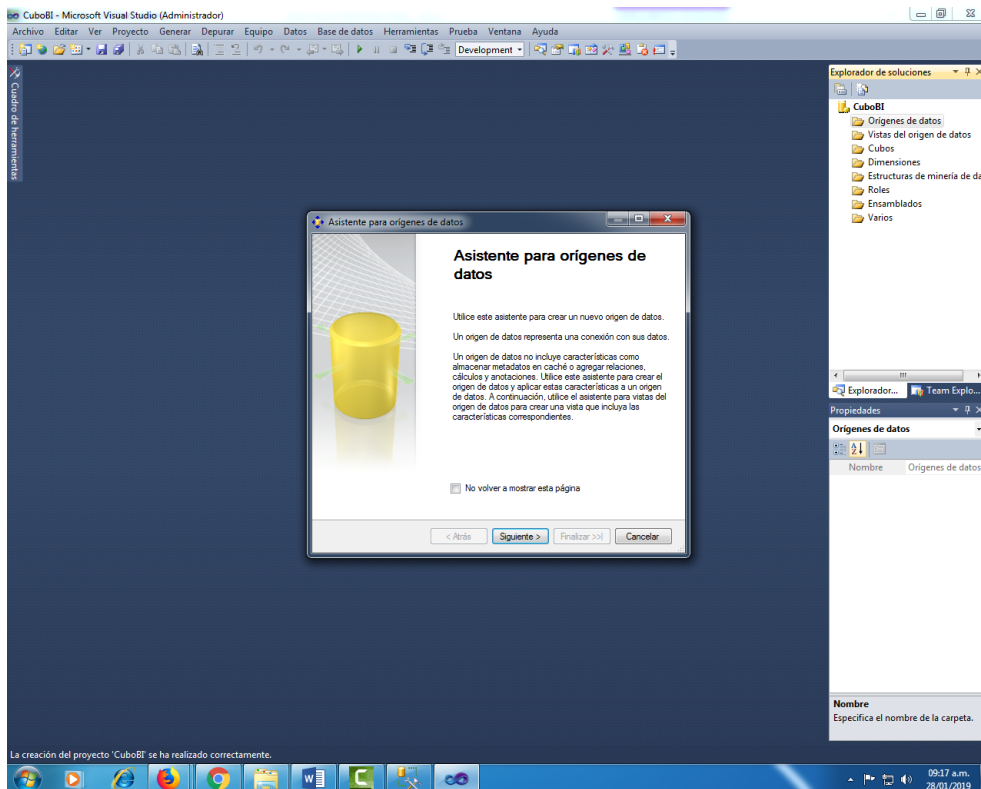 CuboBI - Microsoft Visual Studio (Administrador)
Archivo Editar Ver Proyecto Generar Depurar Equipo Datos Base de datos Herramientas Prueba Ventana Ayuda
Development
Cuadro de herramientas
Explorador de soluciones
CuboBI
Orígenes de datos
Vistas del origen de datos
Cubos
Dimensiones
Estructuras de minería de da
Roles
Ensamblados
Varios
Asistente para orígenes de datos
Asistente para orígenes de
datos
Utilice este asistente para crear un nuevo origen de datos.
Un origen de datos representa una conexión con sus datos.
Un origen de datos no incluye características como
almacenar metadatos en caché o agregar relaciones,
cálculos y anotaciones. Utilice este asistente para crear el
origen de datos y aplicar estas características a un origen
de datos. A continuación, utilice el asistente para vistas del
origen de datos para crear una vista que incluya las
características correspondientes.
No volver a mostrar esta página
< Atrás Siguiente > Finalizar >>| Cancelar
Explorador... Team Explo...
Propiedades
Orígenes de datos
Nombre Orígenes de datos
Nombre
Especifica el nombre de la carpeta.
La creación del proyecto 'CuboBI' se ha realizado correctamente.
09:17 a.m.
28/01/2019